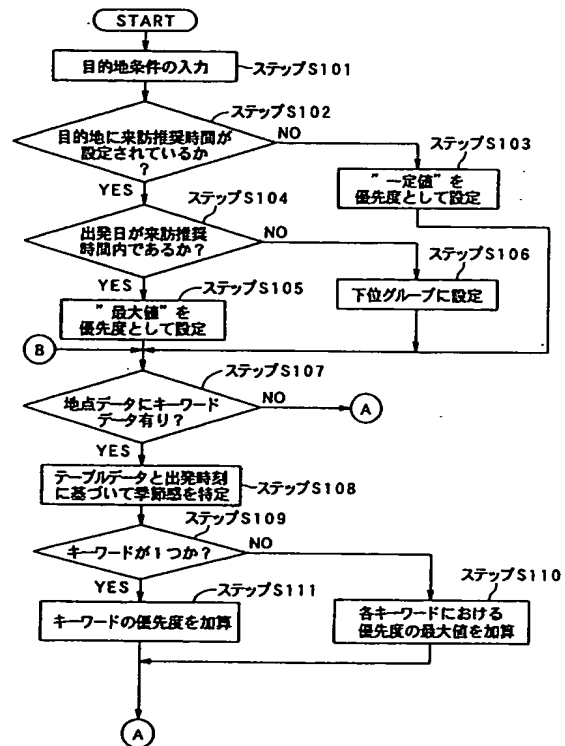 START
目的地条件の入力
ステップS101
ステップS102
目的地に来訪推奨時間が
設定されているか
?
NO
YES
ステップS103
"一定値"を
優先度として設定
ステップS104
出発日が来訪推奨
時間内であるか?
NO
YES
ステップS106
下位グループに設定
ステップS105
"最大値"を
優先度として設定
B
ステップS107
地点データにキーワード
データ有り?
NO
A
YES
テーブルデータと出発時刻
に基づいて季節感を特定
ステップS108
ステップS109
キーワードが1つか?
NO
YES
ステップS111
キーワードの優先度を加算
ステップS110
各キーワードにおける
優先度の最大値を加算
A